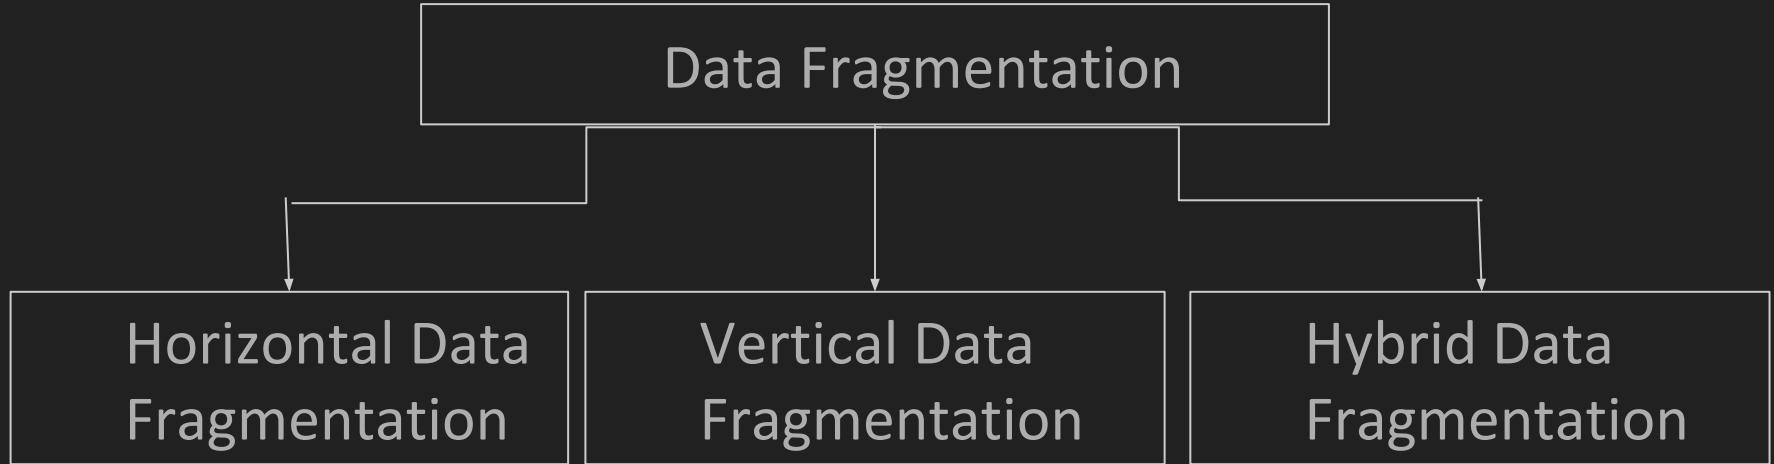 Data Fragmentation
Horizontal Data
Fragmentation
Vertical Data
Fragmentation
Hybrid Data
Fragmentation